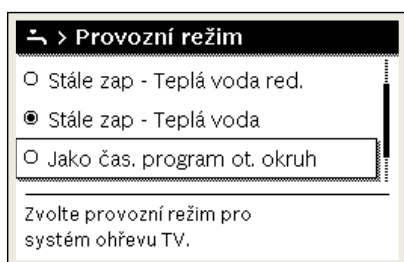 > Provozní režim
Stále zap - Teplá voda red.
Stále zap - Teplá voda
Jako čas. program ot. okruh
Zvolte provozní režim pro
systém ohřevu TV.